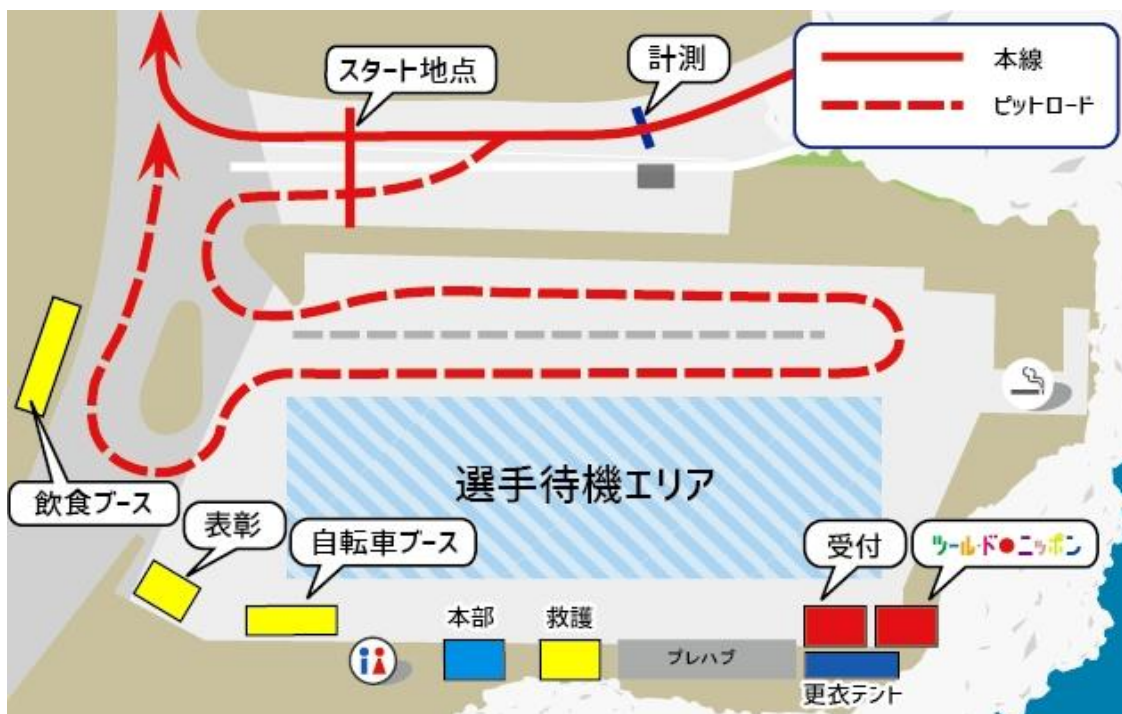 スタート地点
計測
本線
ピットロード
飲食ブース
表彰
自転車ブース
選手待機エリア
受付
ツール・ド●ニッポン
本部
救護
プレハブ
更衣テント